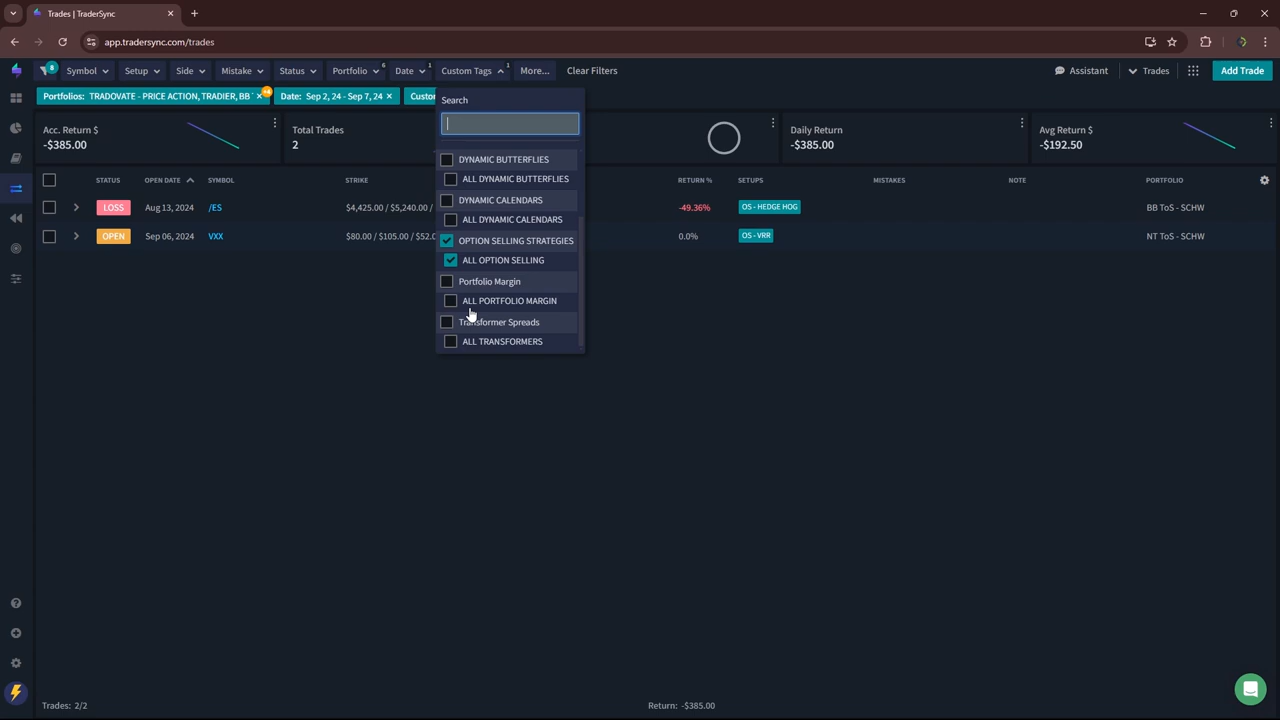 Trades | TraderSync
app.tradersync.com/trades
8
Symbol
Setup
Side
Mistake
Status
Portfolio
6
Date
1
Custom Tags
1
More...
Clear Filters
Assistant
Trades
Add Trade
Portfolios: TRADOVATE - PRICE ACTION, TRADIER, BB
+4
Date: Sep 2, 24 - Sep 7, 24
Custo
Search
Acc. Return $
-$385.00
Total Trades
2
Daily Return
-$385.00
Avg Return $
-$192.50
STATUS OPEN DATE SYMBOL STRIKE RETURN % SETUPS MISTAKES NOTE PORTFOLIO
LOSS Aug 13, 2024 /ES $4,425.00 / $5,240.00 / -49.36% OS - HEDGE HOG BB ToS - SCHW
OPEN Sep 06, 2024 VXX $80.00 / $105.00 / $52.0 0.0% OS - VRR NT ToS - SCHW
DYNAMIC BUTTERFLIES
ALL DYNAMIC BUTTERFLIES
DYNAMIC CALENDARS
ALL DYNAMIC CALENDARS
OPTION SELLING STRATEGIES
ALL OPTION SELLING
Portfolio Margin
ALL PORTFOLIO MARGIN
Transformer Spreads
ALL TRANSFORMERS
Trades: 2/2
Return: -$385.00